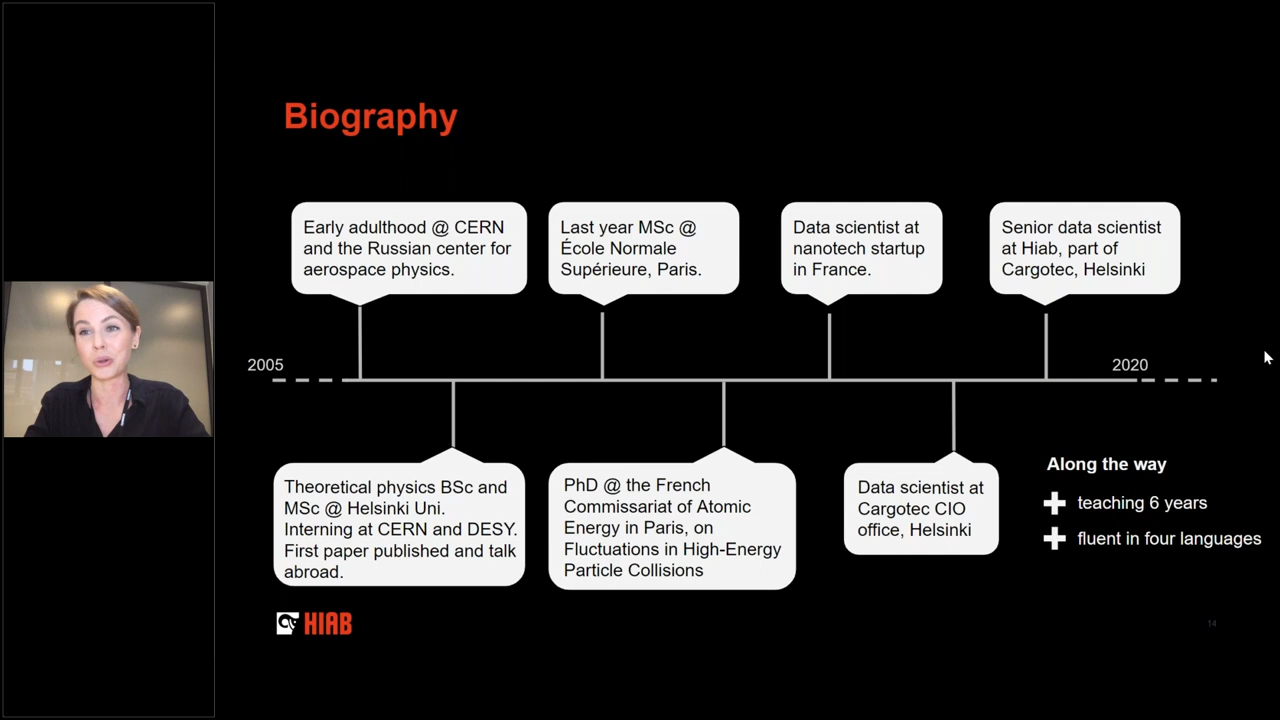 Biography
Early adulthood @ CERN
and the Russian center for
aerospace physics.
Last year MSc @
École Normale
Supérieure, Paris.
Data scientist at
nanotech startup
in France.
Senior data scientist
at Hiab, part of
Cargotec, Helsinki
2005
2020
Theoretical physics BSc and
MSc @ Helsinki Uni.
Interning at CERN and DESY.
First paper published and talk
abroad.
PhD @ the French
Commissariat of Atomic
Energy in Paris, on
Fluctuations in High-Energy
Particle Collisions
Data scientist at
Cargotec CIO
office, Helsinki
Along the way
teaching 6 years
fluent in four languages
HIAB
14